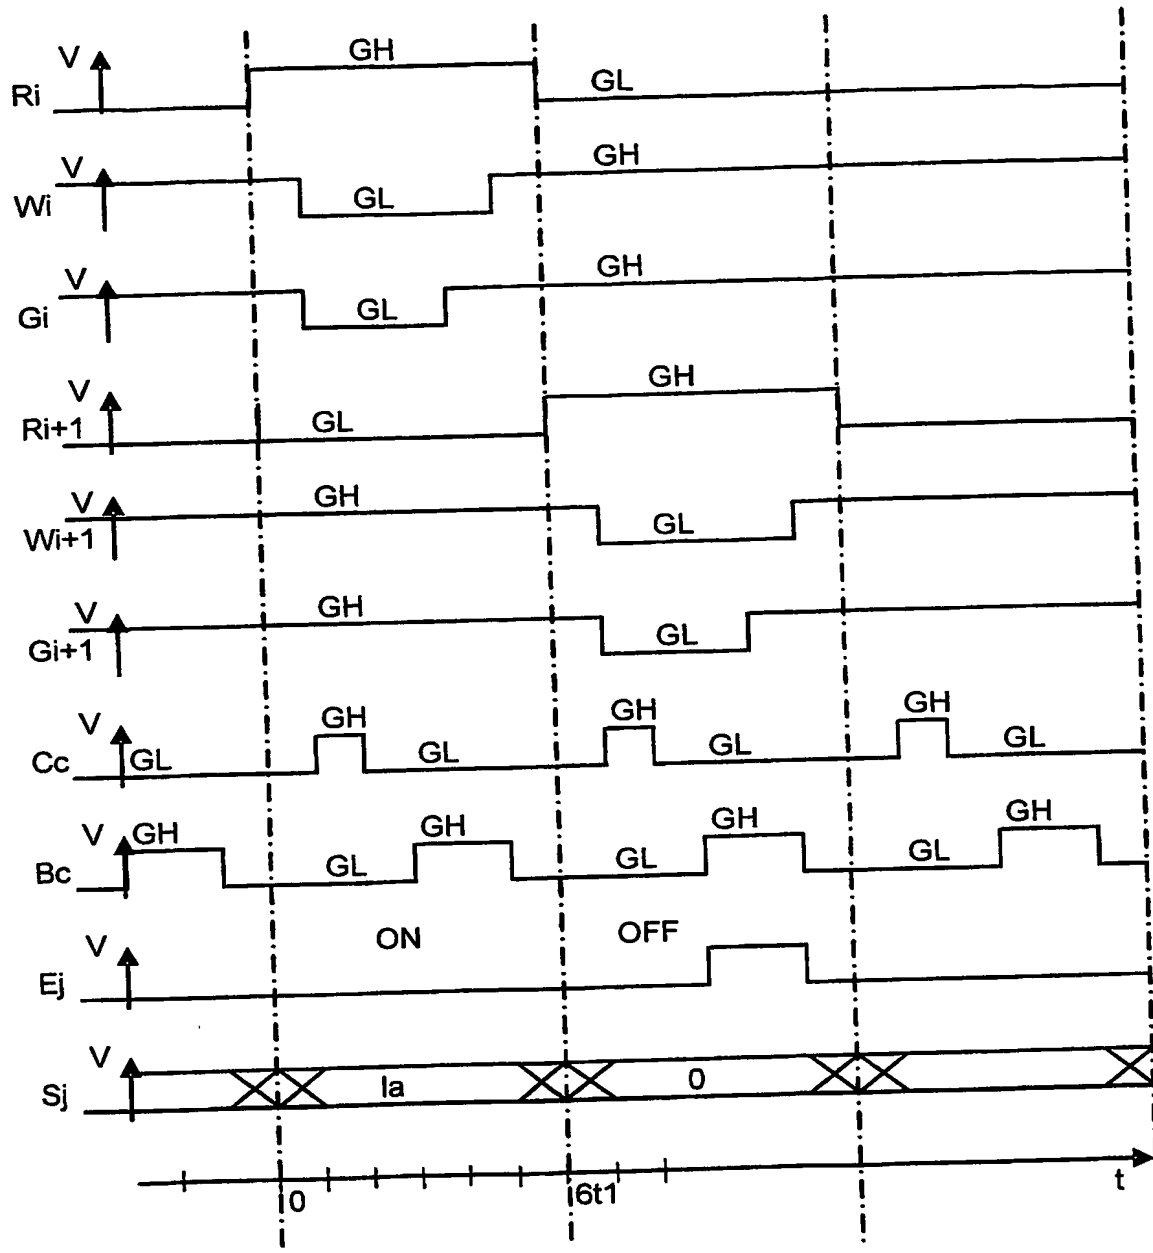 V GH
Ri GL
V GH
Wi GL
V GH
Gi GL
V GH
Ri+1 GL
V GH
Wi+1 GL
V GH
Gi+1 GL
V GH GH GH
Cc GL GL GL GL
V GH GH GH GH
Bc GL GL GL
V ON OFF
Ej
V
Sj Ia 0
0 6t1 t